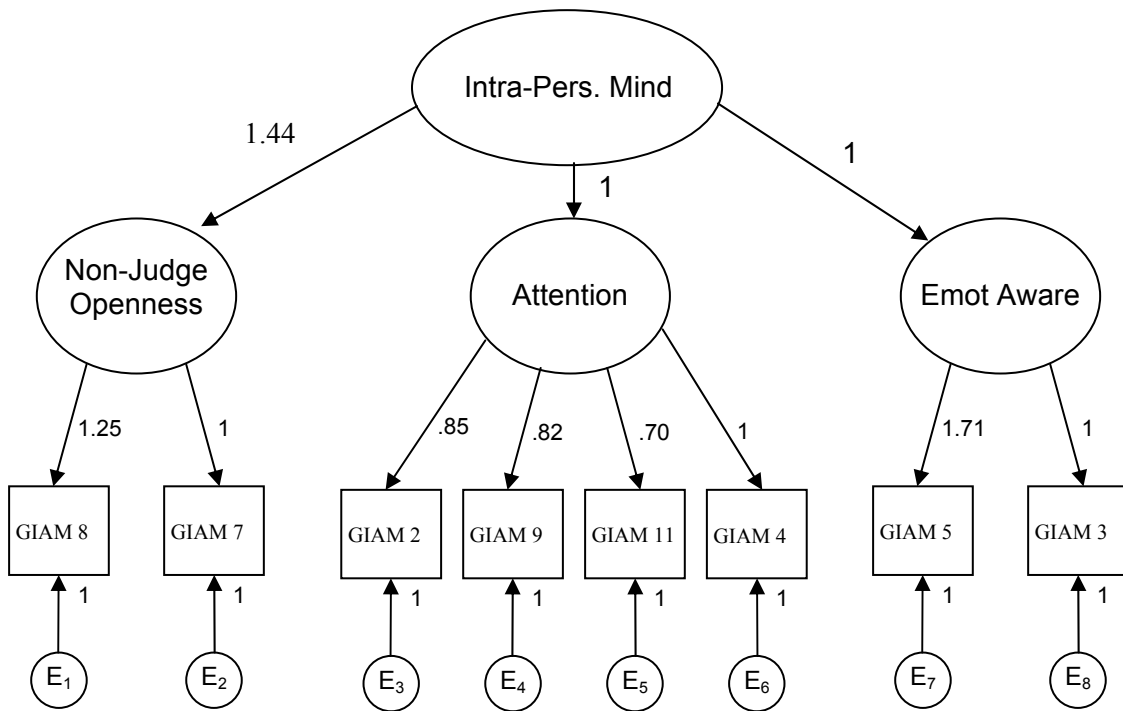 Intra-Pers. Mind
1.44
1
1
Non-Judge
Openness
Attention
Emot Aware
1.25
1
.85
.82
.70
1
1.71
1
GIAM 8
GIAM 7
GIAM 2
GIAM 9
GIAM 11
GIAM 4
GIAM 5
GIAM 3
1
1
1
1
1
1
1
1
E₁
E₂
E₃
E₄
E₅
E₆
E₇
E₈